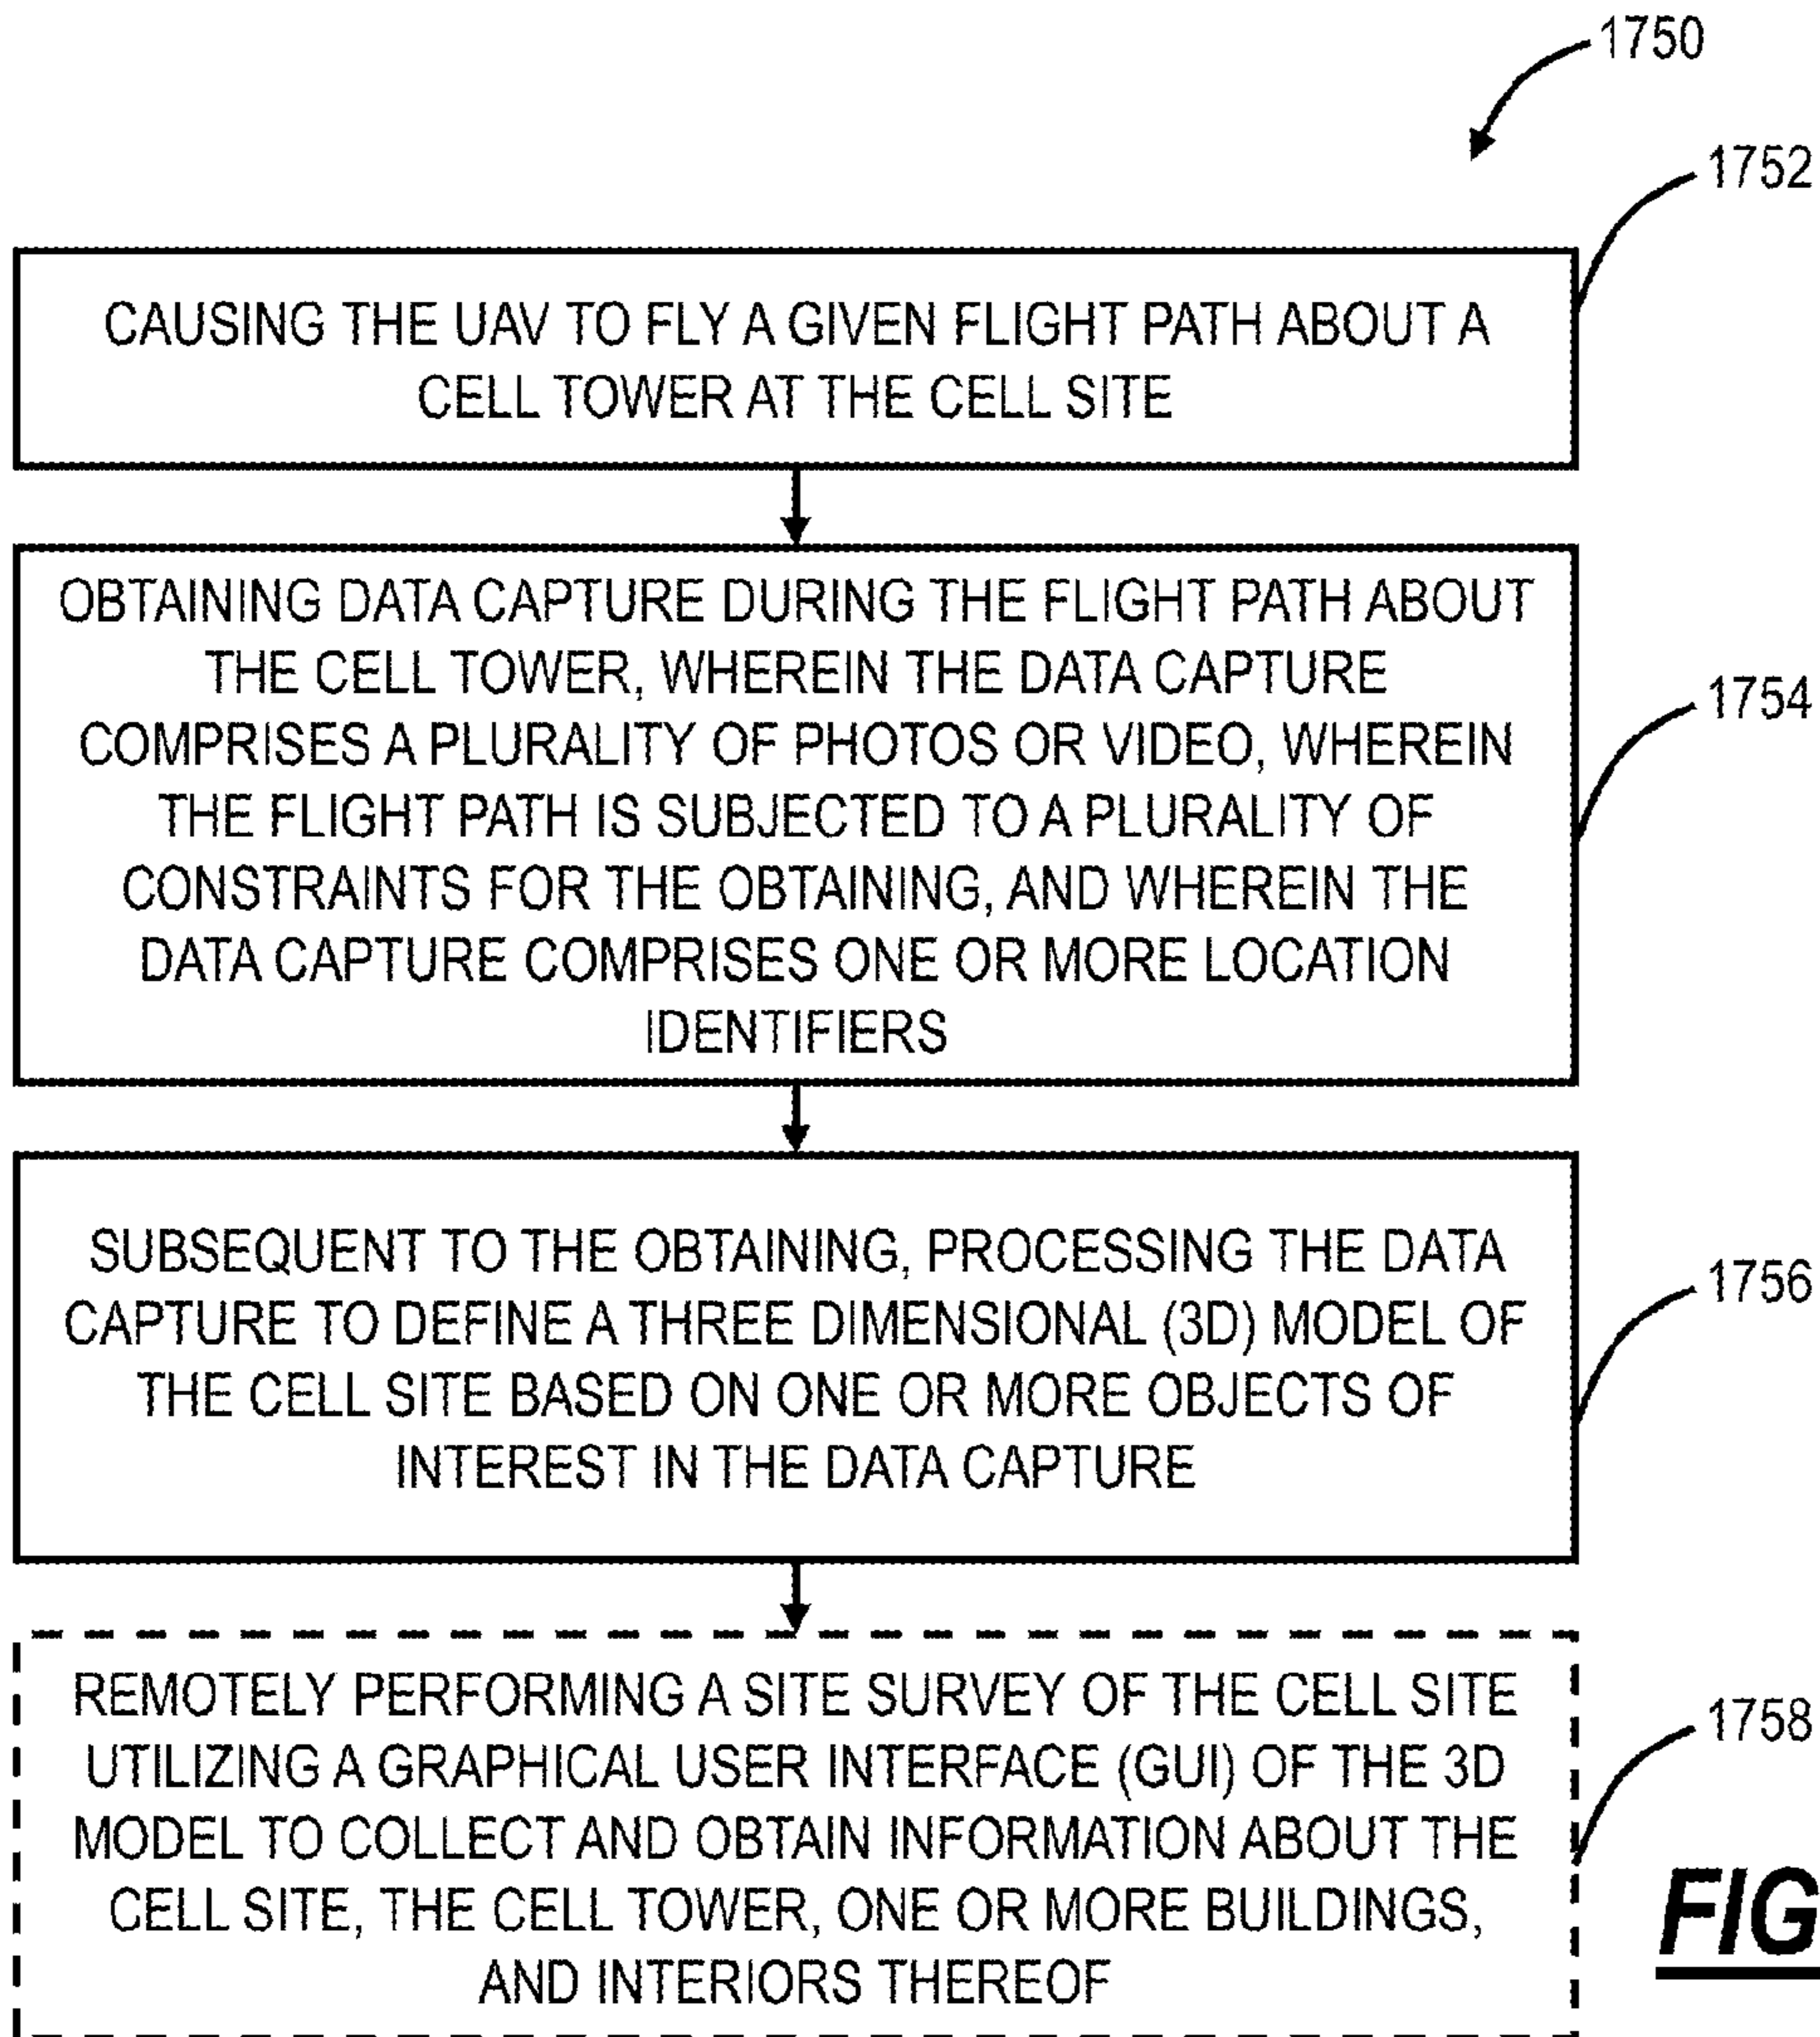 1750
1752
CAUSING THE UAV TO FLY A GIVEN FLIGHT PATH ABOUT A
CELL TOWER AT THE CELL SITE
OBTAINING DATA CAPTURE DURING THE FLIGHT PATH ABOUT
THE CELL TOWER, WHEREIN THE DATA CAPTURE
COMPRISES A PLURALITY OF PHOTOS OR VIDEO, WHEREIN
THE FLIGHT PATH IS SUBJECTED TO A PLURALITY OF
CONSTRAINTS FOR THE OBTAINING, AND WHEREIN THE
DATA CAPTURE COMPRISES ONE OR MORE LOCATION
IDENTIFIERS
1754
SUBSEQUENT TO THE OBTAINING, PROCESSING THE DATA
CAPTURE TO DEFINE A THREE DIMENSIONAL (3D) MODEL OF
THE CELL SITE BASED ON ONE OR MORE OBJECTS OF
INTEREST IN THE DATA CAPTURE
1756
REMOTELY PERFORMING A SITE SURVEY OF THE CELL SITE
UTILIZING A GRAPHICAL USER INTERFACE (GUI) OF THE 3D
MODEL TO COLLECT AND OBTAIN INFORMATION ABOUT THE
CELL SITE, THE CELL TOWER, ONE OR MORE BUILDINGS,
AND INTERIORS THEREOF
1758
FIG